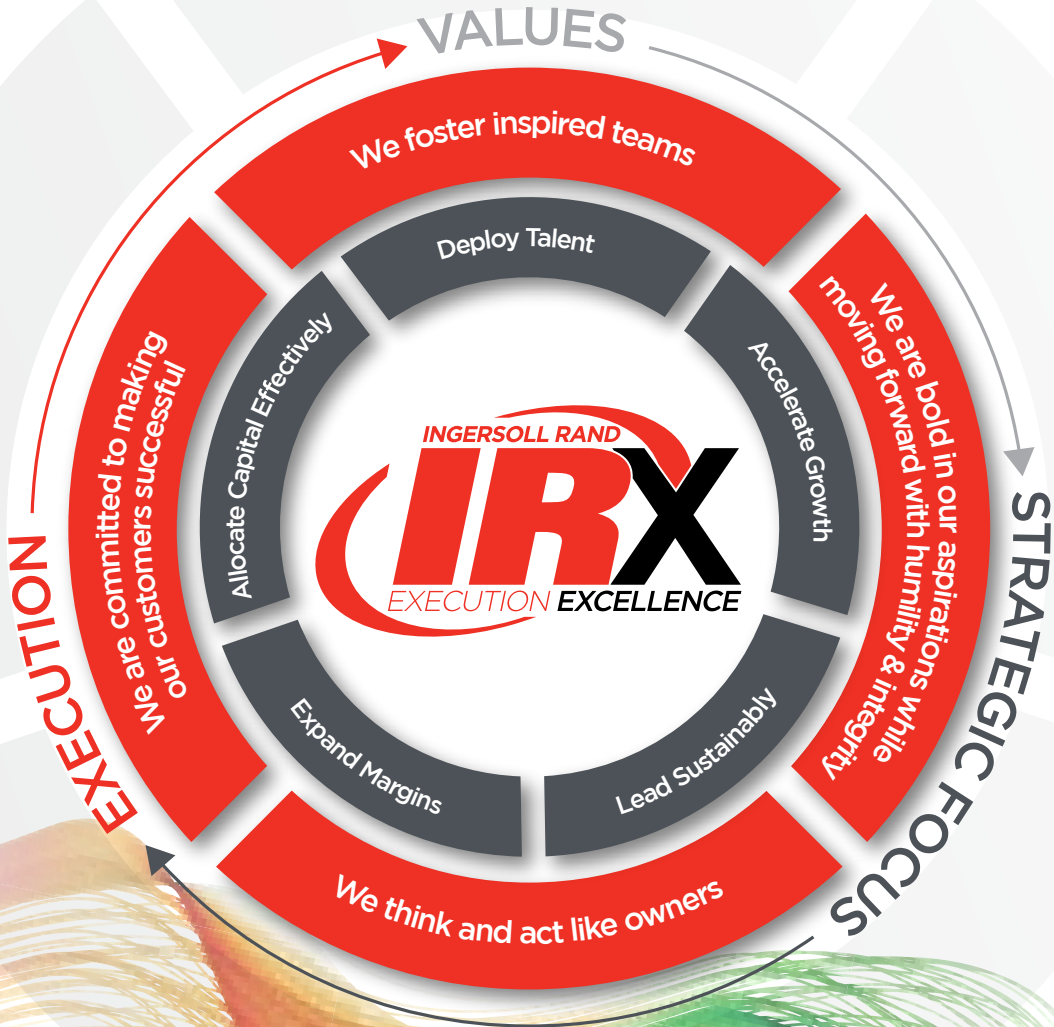 VALUES
STRATEGIC FOCUS
EXECUTION
We foster inspired teams
We are bold in our aspirations while
moving forward with humility & integrity
We think and act like owners
We are committed to making
our customers successful
Deploy Talent
Accelerate Growth
Lead Sustainably
Expand Margins
Allocate Capital Effectively
INGERSOLL RAND
IRX
EXECUTION EXCELLENCE